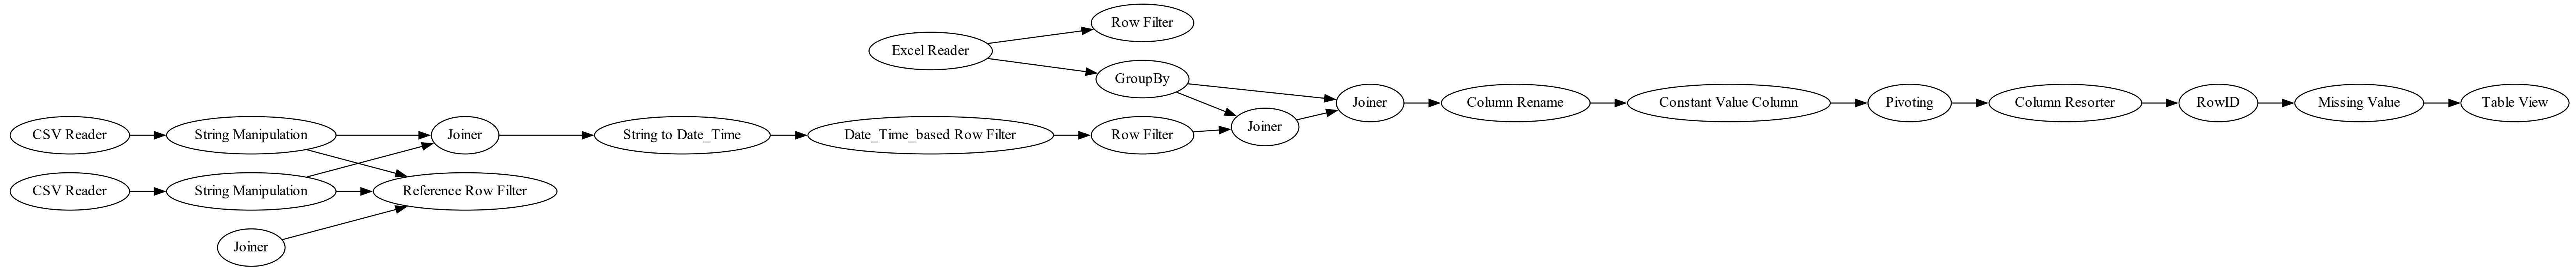 Row Filter
Excel Reader
GroupBy
CSV Reader
String Manipulation
Joiner
String to Date_Time
Date_Time_based Row Filter
Row Filter
Joiner
Joiner
Column Rename
Constant Value Column
Pivoting
Column Resorter
RowID
Missing Value
Table View
CSV Reader
String Manipulation
Reference Row Filter
Joiner